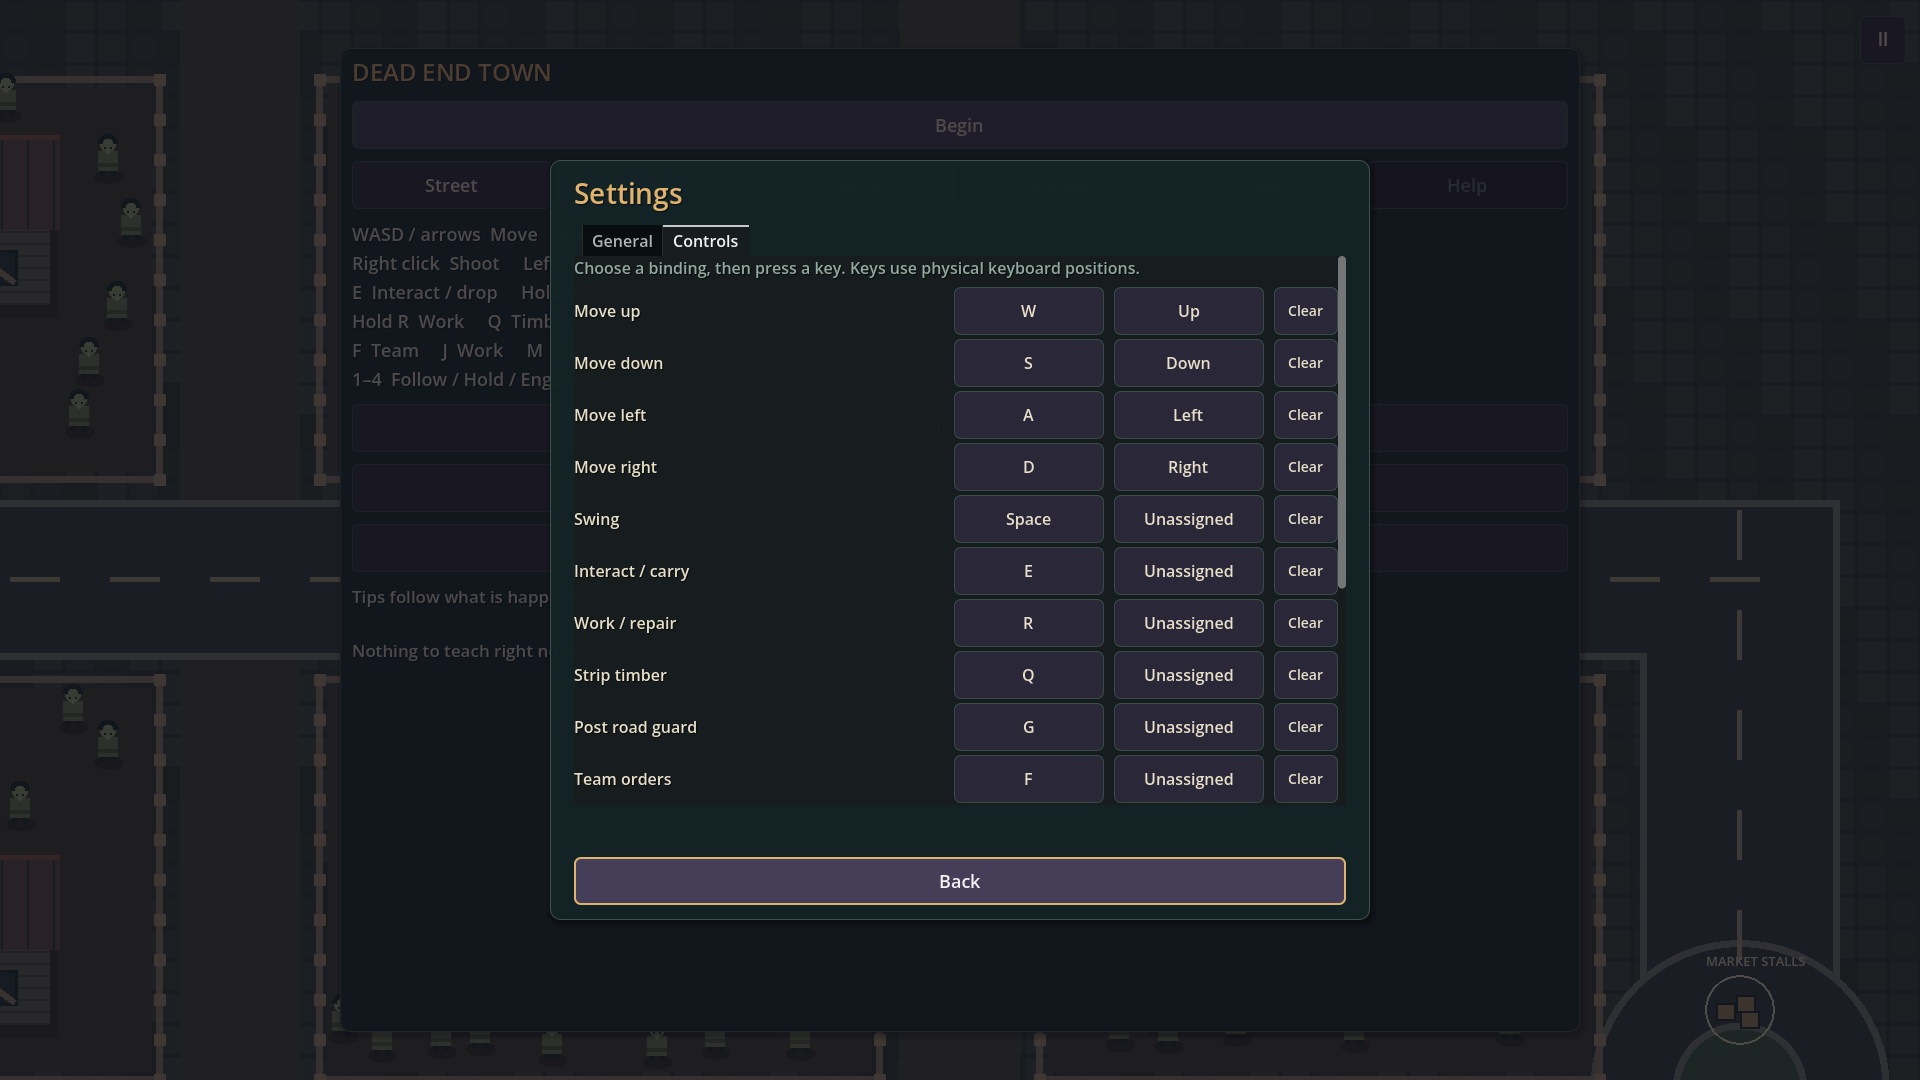 DEAD END TOWN
Begin
Street
Help
WASD / arrows Move
Right click Shoot
E Interact / drop
Hold R Work Q
F Team J Work M
1–4 Follow / Hold /
Tips follow what is
Nothing to teach right
Settings
General Controls
Choose a binding, then press a key. Keys use physical keyboard positions.
Move up W Up Clear
Move down S Down Clear
Move left A Left Clear
Move right D Right Clear
Swing Space Unassigned Clear
Interact / carry E Unassigned Clear
Work / repair R Unassigned Clear
Strip timber Q Unassigned Clear
Post road guard G Unassigned Clear
Team orders F Unassigned Clear
Back
MARKET STALLS